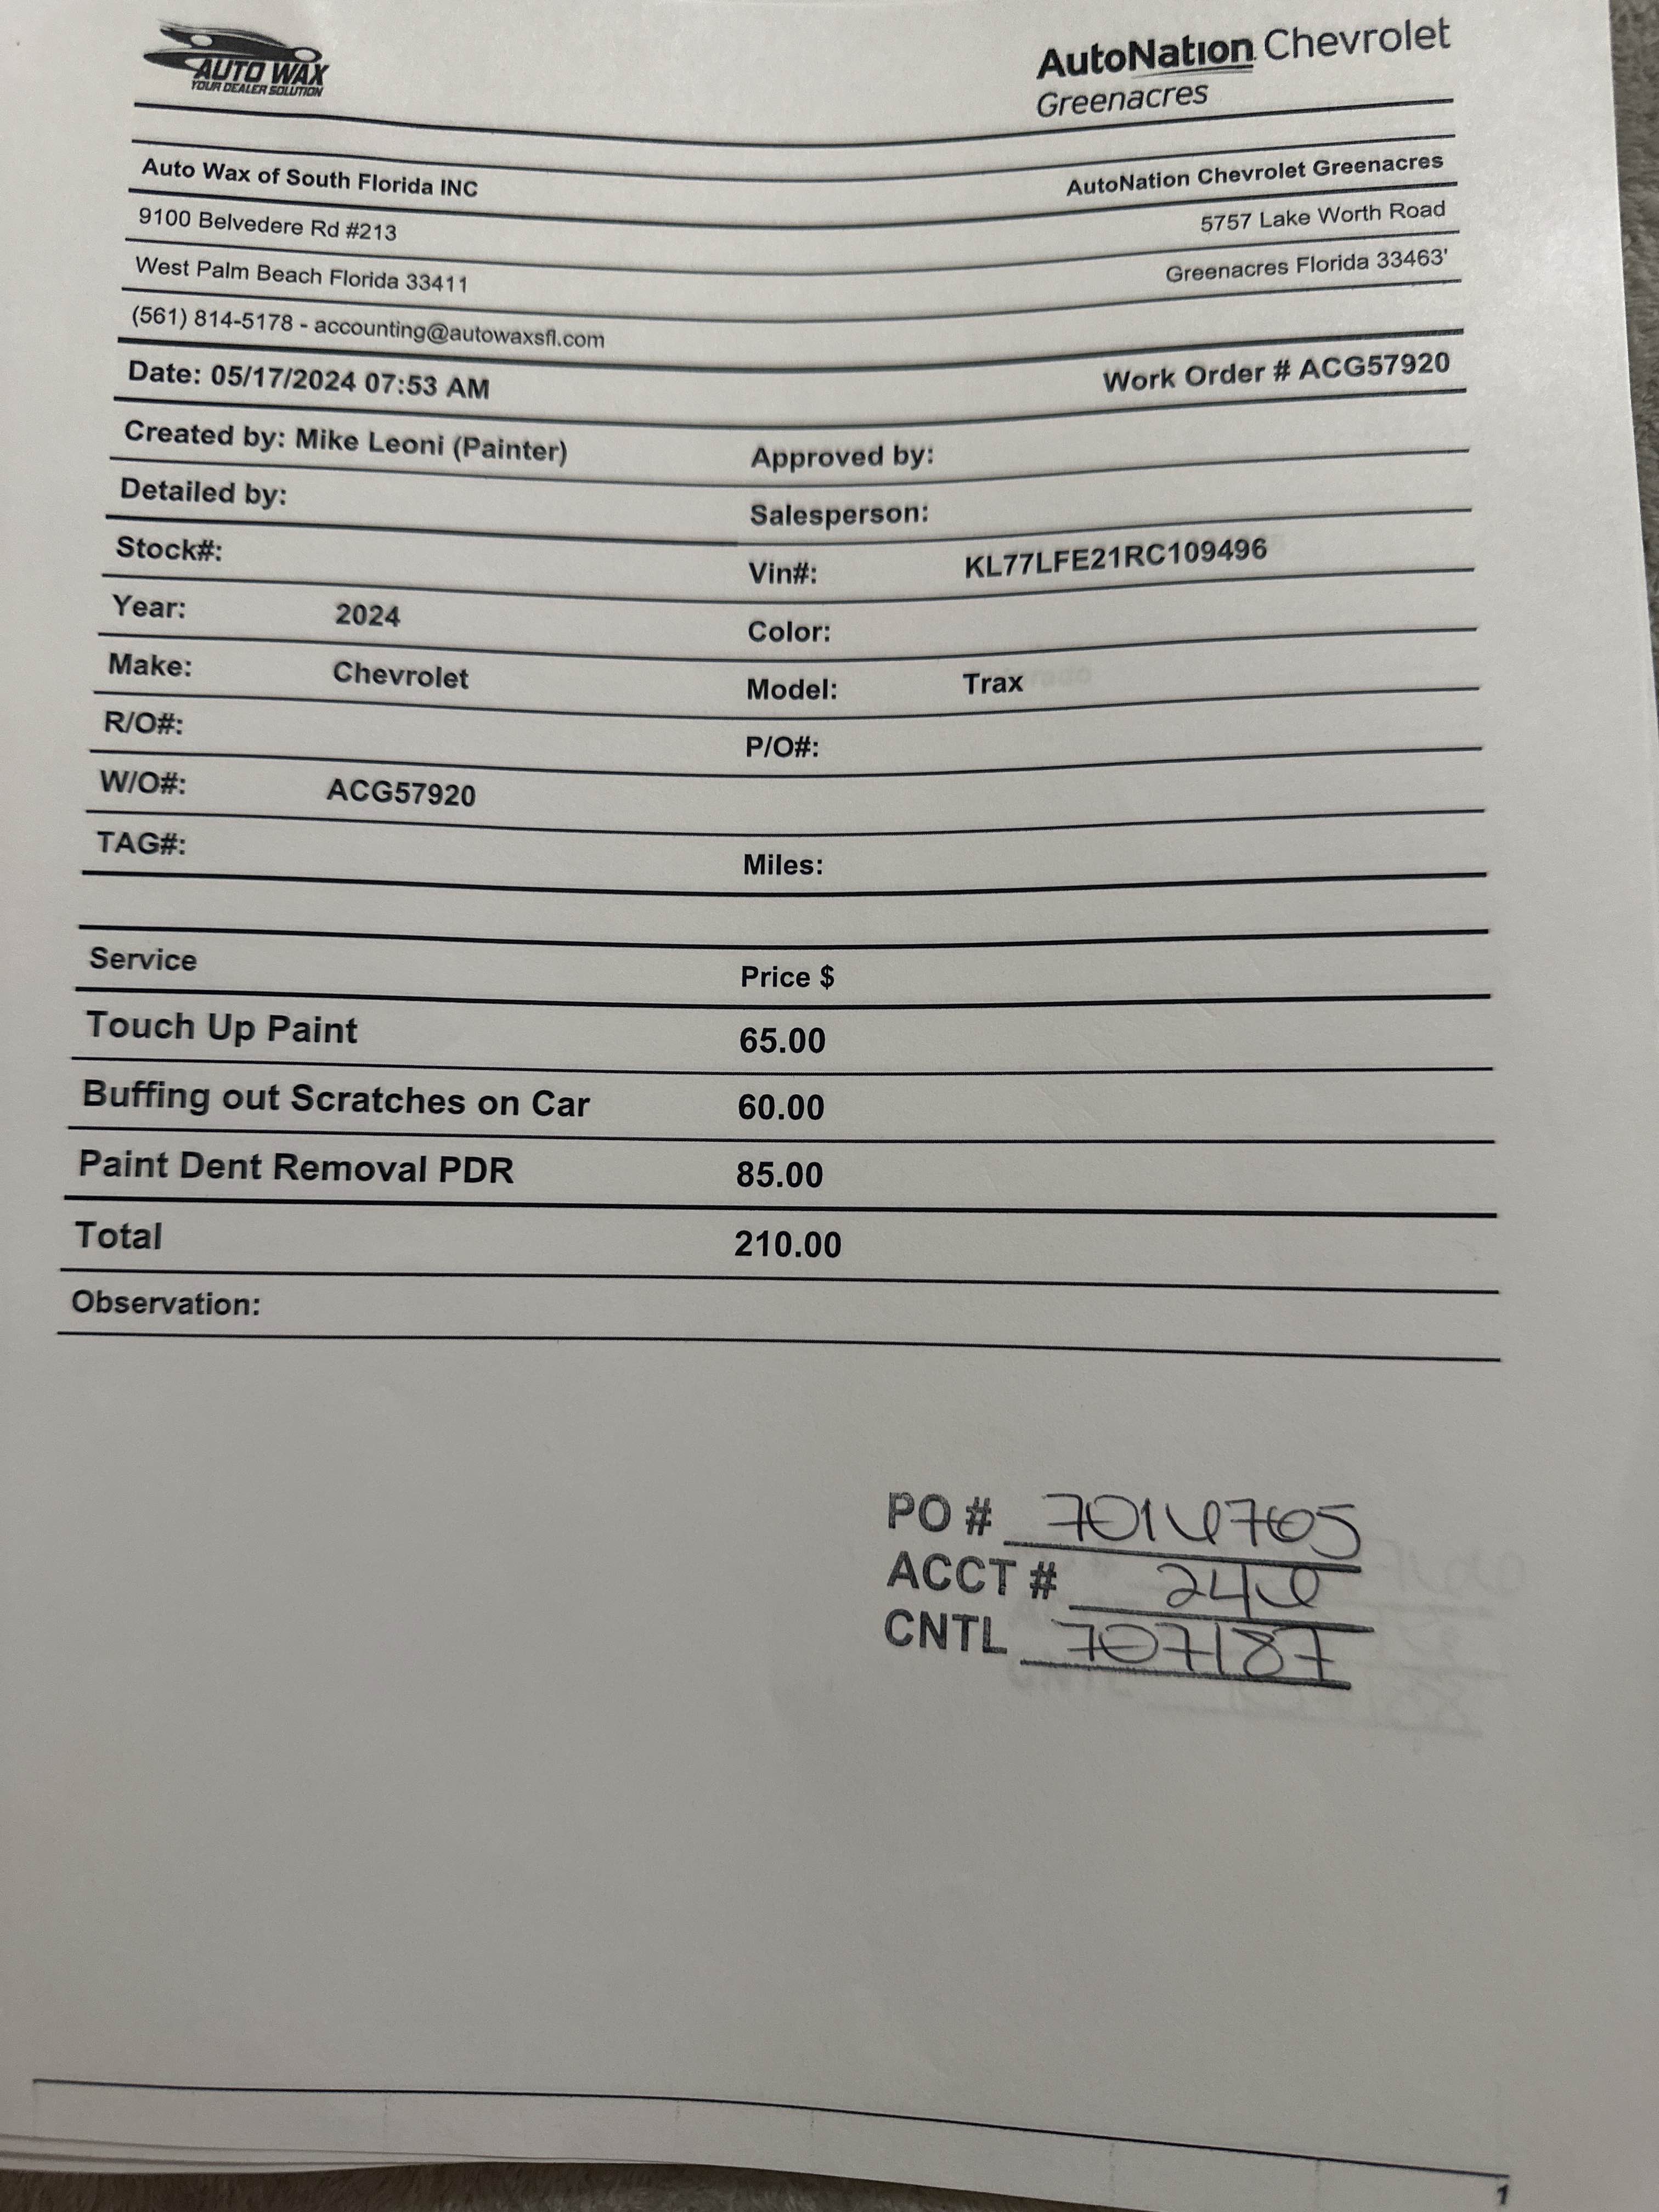 AUTO WAX
YOUR DEALER SOLUTION
AutoNation Chevrolet
Greenacres
Auto Wax of South Florida INC
AutoNation Chevrolet Greenacres
9100 Belvedere Rd #213
5757 Lake Worth Road
West Palm Beach Florida 33411
Greenacres Florida 33463'
(561) 814-5178 - accounting@autowaxsfl.com
Date: 05/17/2024 07:53 AM
Work Order # ACG57920
Created by: Mike Leoni (Painter)
Approved by:
Detailed by:
Salesperson:
Stock#:
Vin#: KL77LFE21RC109496
Year: 2024
Color:
Make: Chevrolet
Model: Trax
R/O#:
P/O#:
W/O#: ACG57920
TAG#:
Miles:
Service Price $
Touch Up Paint 65.00
Buffing out Scratches on Car 60.00
Paint Dent Removal PDR 85.00
Total 210.00
Observation:
PO # 7016765
ACCT # 246
CNTL 707187
1